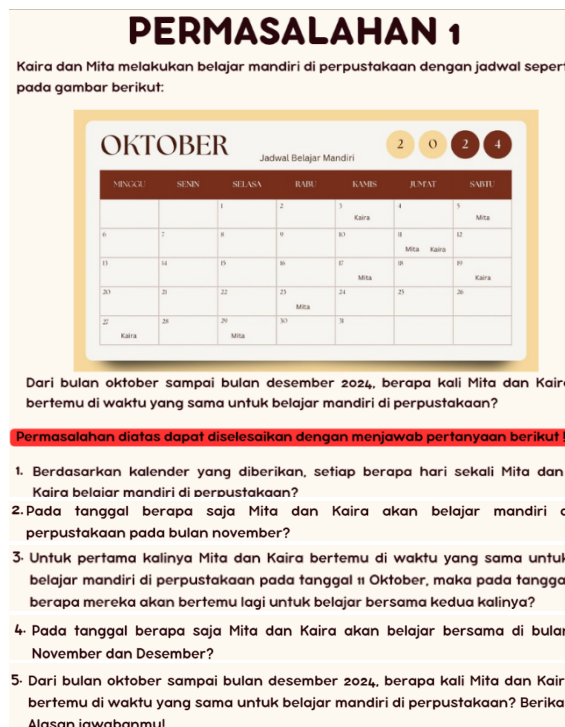 PERMASALAHAN 1
Kaira dan Mita melakukan belajar mandiri di perpustakaan dengan jadwal sepert
pada gambar berikut:
OKTOBER
Jadwal Belajar Mandiri
2 0 2 4
MINGGU SENIN SELASA RABU KAMIS JUM'AT SABTU
1 2 3 4 5
Kaira Mita
6 7 8 9 10 11 12
Mita Kaira
13 14 15 16 17 18 19
Mita Kaira
20 21 22 23 24 25 26
Mita
27 28 29 30 31
Kaira Mita
Dari bulan oktober sampai bulan desember 2024, berapa kali Mita dan Kaira
bertemu di waktu yang sama untuk belajar mandiri di perpustakaan?
Permasalahan diatas dapat diselesaikan dengan menjawab pertanyaan berikut !
1. Berdasarkan kalender yang diberikan, setiap berapa hari sekali Mita dan
Kaira belajar mandiri di perpustakaan?
2. Pada tanggal berapa saja Mita dan Kaira akan belajar mandiri d
perpustakaan pada bulan november?
3. Untuk pertama kalinya Mita dan Kaira bertemu di waktu yang sama untuk
belajar mandiri di perpustakaan pada tanggal 11 Oktober, maka pada tangga
berapa mereka akan bertemu lagi untuk belajar bersama kedua kalinya?
4. Pada tanggal berapa saja Mita dan Kaira akan belajar bersama di bular
November dan Desember?
5. Dari bulan oktober sampai bulan desember 2024, berapa kali Mita dan Kair
bertemu di waktu yang sama untuk belajar mandiri di perpustakaan? Berika
Alasan jawabanmu!